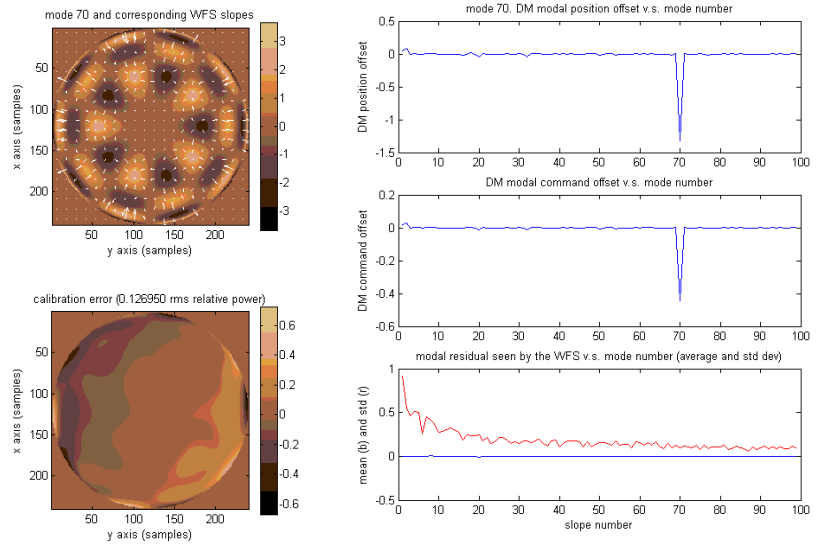 mode 70 and corresponding WFS slopes
x axis (samples)
50
100
150
200
50 100 150 200
y axis (samples)
3
2
1
0
-1
-2
-3
calibration error (0.126950 rms relative power)
x axis (samples)
50
100
150
200
50 100 150 200
y axis (samples)
0.6
0.4
0.2
0
-0.2
-0.4
-0.6
mode 70. DM modal position offset v.s. mode number
DM position offset
0.5
0
-0.5
-1
-1.5
0 10 20 30 40 50 60 70 80 90 100
DM modal command offset v.s. mode number
DM command offset
0.2
0
-0.2
-0.4
-0.6
0 10 20 30 40 50 60 70 80 90 100
modal residual seen by the WFS v.s. mode number (average and std dev)
mean (b) and std (r)
1
0.5
0
-0.5
0 10 20 30 40 50 60 70 80 90 100
slope number